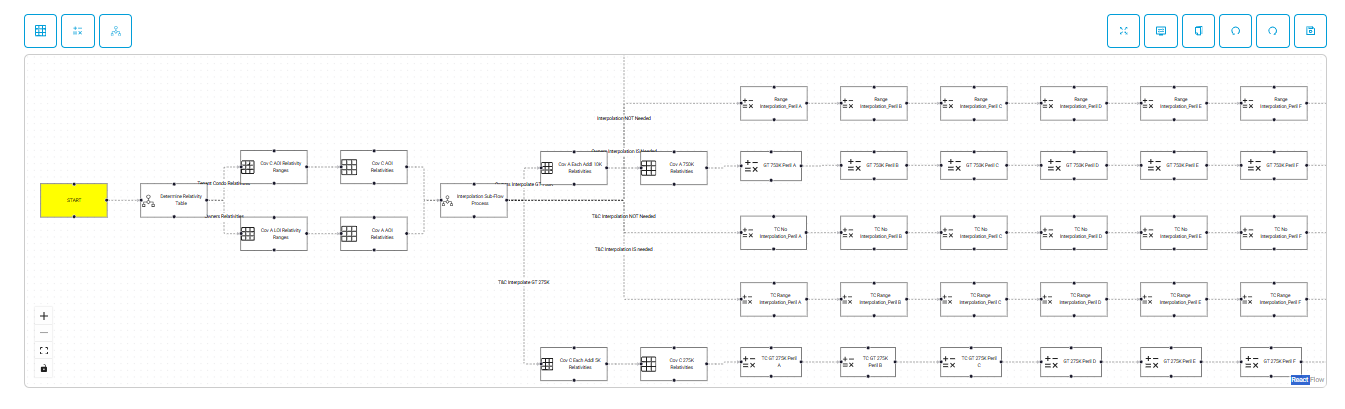 Range
Interpolation_Peril A
Range
Interpolation_Peril B
Range
Interpolation_Peril C
Range
Interpolation_Peril D
Range
Interpolation_Peril E
Range
Interpolation_Peril F
Interpolation NOT Needed
Interpolation IS Needed
Cov C AOI Relativity
Ranges
Cov C AOI
Relativities
Cov A Each Addl 10K
Relativities
Cov A 750K
Relativities
GT 750K Peril A
GT 750K Peril B
GT 750K Peril C
GT 750K Peril D
GT 750K Peril E
GT 750K Peril F
Tenant Condo Relativities
Interpolate GT
START
Determine Relativity
Table
Interpolation Sub-Flow
Process
Owners Relativities
T&C Interpolation NOT Needed
Cov A LOI Relativity
Ranges
Cov A AOI
Relativities
TC No
Interpolation_Peril A
TC No
Interpolation_Peril B
TC No
Interpolation_Peril C
TC No
Interpolation_Peril D
TC No
Interpolation_Peril E
TC No
Interpolation_Peril F
T&C Interpolation IS needed
T&C Interpolate GT 275K
TC Range
Interpolation_Peril A
TC Range
Interpolation_Peril B
TC Range
Interpolation_Peril C
TC Range
Interpolation_Peril D
TC Range
Interpolation_Peril E
TC Range
Interpolation_Peril F
Cov C Each Addl 5K
Relativities
Cov C 275K
Relativities
TC GT 275K Peril
A
TC GT 275K
Peril B
TC GT 275K Peril
C
GT 275K Peril D
GT 275K Peril E
GT 275K Peril F
React Flow